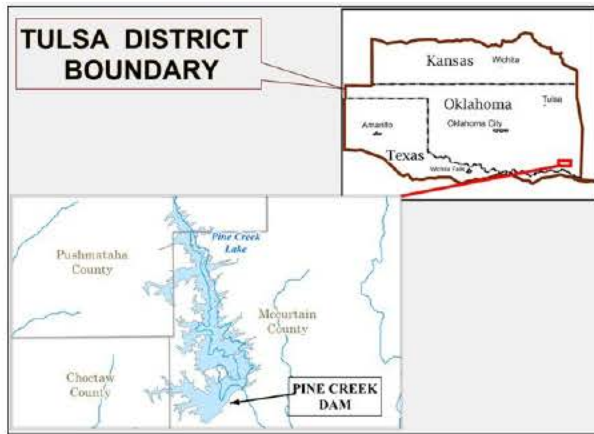 TULSA DISTRICT
BOUNDARY
Kansas
Wichita
Oklahoma
Tulsa
Oklahoma City
Amarillo
Texas
Wichita Falls
Pine Creek
Lake
Pushmataha
County
Mccurtain
County
Choctaw
County
PINE CREEK
DAM